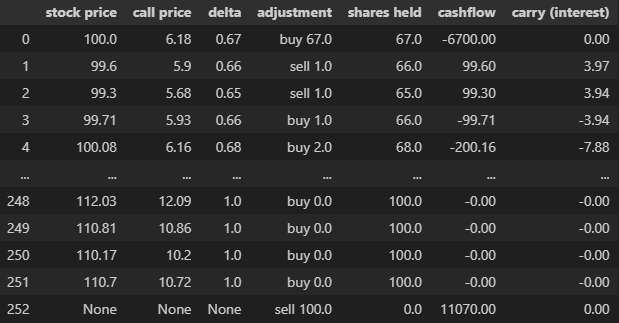 stock price call price delta adjustment shares held cashflow carry (interest)
0 100.0 6.18 0.67 buy 67.0 67.0 -6700.00 0.00
1 99.6 5.9 0.66 sell 1.0 66.0 99.60 3.97
2 99.3 5.68 0.65 sell 1.0 65.0 99.30 3.94
3 99.71 5.93 0.66 buy 1.0 66.0 -99.71 -3.94
4 100.08 6.16 0.68 buy 2.0 68.0 -200.16 -7.88
... ... ... ... ... ... ... ...
248 112.03 12.09 1.0 buy 0.0 100.0 -0.00 -0.00
249 110.81 10.86 1.0 buy 0.0 100.0 -0.00 -0.00
250 110.17 10.2 1.0 buy 0.0 100.0 -0.00 -0.00
251 110.7 10.72 1.0 buy 0.0 100.0 -0.00 -0.00
252 None None None sell 100.0 0.0 11070.00 0.00